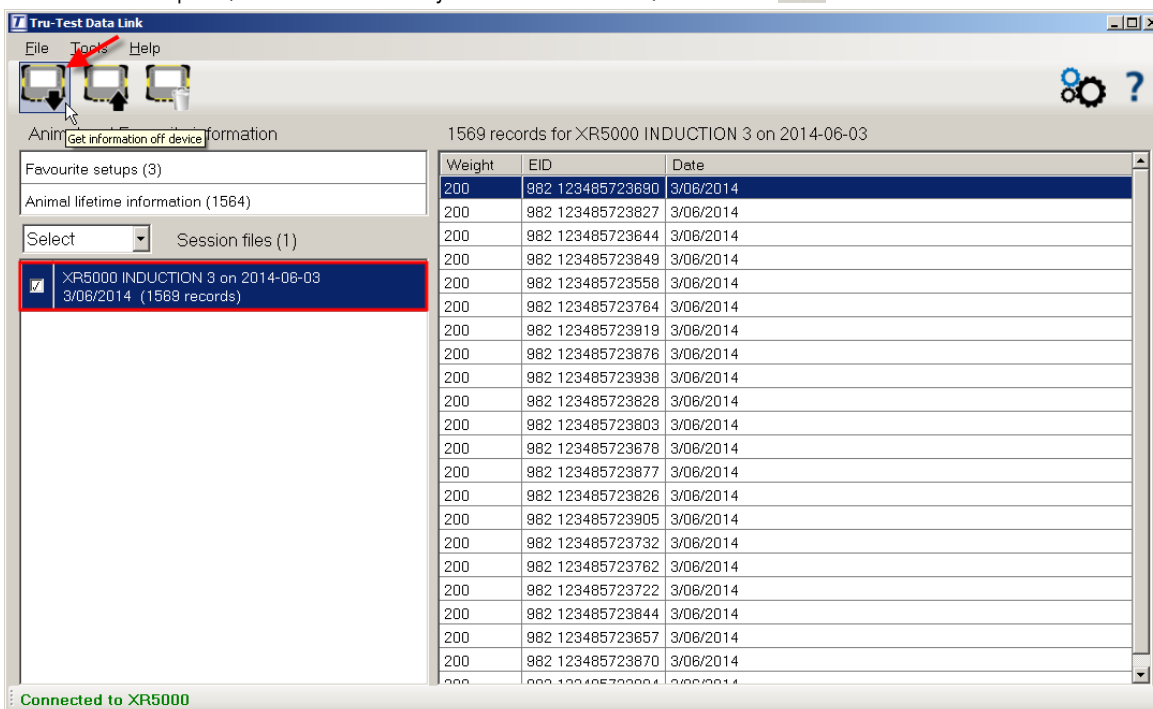 Tru-Test Data Link
File Tools Help
Get information off device
Anim formation
1569 records for XR5000 INDUCTION 3 on 2014-06-03
Favourite setups (3)
Animal lifetime information (1564)
Select Session files (1)
XR5000 INDUCTION 3 on 2014-06-03
3/06/2014 (1569 records)
Weight EID Date
200 982 123485723690 3/06/2014
200 982 123485723827 3/06/2014
200 982 123485723644 3/06/2014
200 982 123485723849 3/06/2014
200 982 123485723558 3/06/2014
200 982 123485723764 3/06/2014
200 982 123485723919 3/06/2014
200 982 123485723876 3/06/2014
200 982 123485723938 3/06/2014
200 982 123485723828 3/06/2014
200 982 123485723803 3/06/2014
200 982 123485723678 3/06/2014
200 982 123485723877 3/06/2014
200 982 123485723826 3/06/2014
200 982 123485723905 3/06/2014
200 982 123485723732 3/06/2014
200 982 123485723762 3/06/2014
200 982 123485723722 3/06/2014
200 982 123485723844 3/06/2014
200 982 123485723657 3/06/2014
200 982 123485723870 3/06/2014
Connected to XR5000